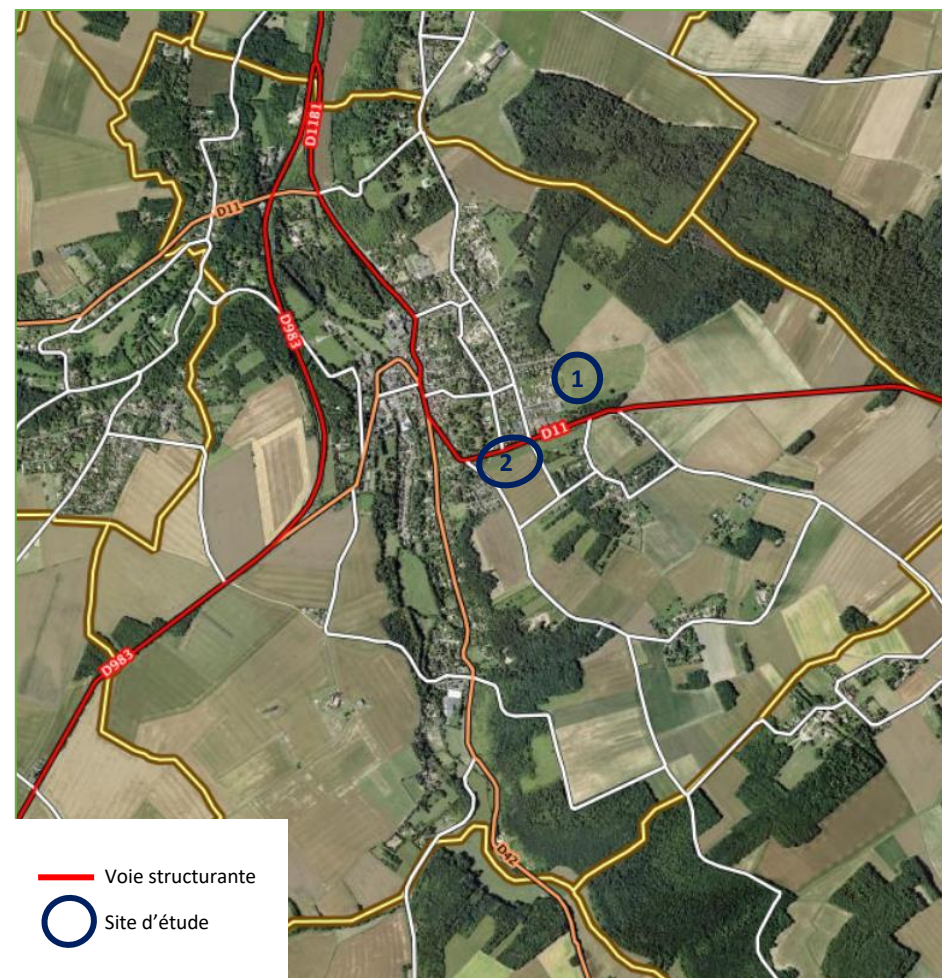 D1181
D11
D983
1
D11
2
D983
D42
Voie structurante
Site d’étude